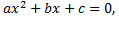 ax² + bx + c = 0,